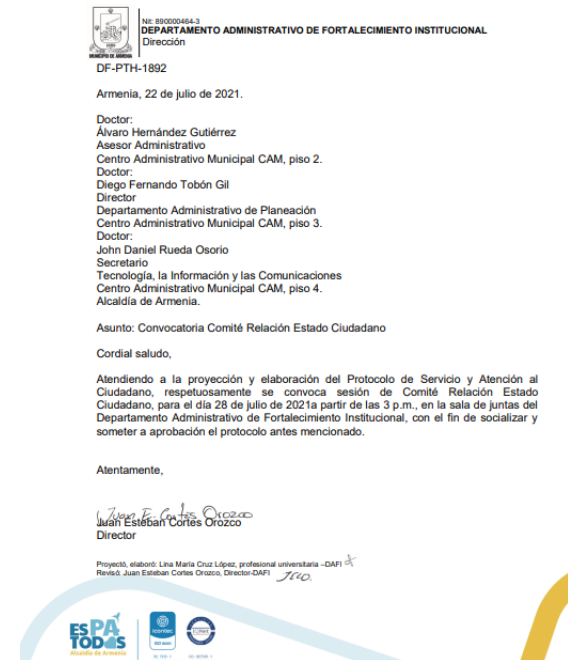 Nit: 890000464-3
DEPARTAMENTO ADMINISTRATIVO DE FORTALECIMIENTO INSTITUCIONAL
Dirección
MUNICIPIO DE ARMENIA
DF-PTH-1892
Armenia, 22 de julio de 2021.
Doctor:
Álvaro Hernández Gutiérrez
Asesor Administrativo
Centro Administrativo Municipal CAM, piso 2.
Doctor:
Diego Fernando Tobón Gil
Director
Departamento Administrativo de Planeación
Centro Administrativo Municipal CAM, piso 3.
Doctor:
John Daniel Rueda Osorio
Secretario
Tecnología, la Información y las Comunicaciones
Centro Administrativo Municipal CAM, piso 4.
Alcaldía de Armenia.
Asunto: Convocatoria Comité Relación Estado Ciudadano
Cordial saludo,
Atendiendo a la proyección y elaboración del Protocolo de Servicio y Atención al
Ciudadano, respetuosamente se convoca sesión de Comité Relación Estado
Ciudadano, para el día 28 de julio de 2021a partir de las 3 p.m., en la sala de juntas del
Departamento Administrativo de Fortalecimiento Institucional, con el fin de socializar y
someter a aprobación el protocolo antes mencionado.
Atentamente,
Juan E. Cortes Orozco
Juan Esteban Cortes Orozco
Director
Proyectó, elaboró: Lina María Cruz López, profesional universitaria –DAFI
Revisó: Juan Esteban Cortes Orozco, Director-DAFI
ES PA
TODOS
Alcaldía de Armenia
icontec
ISO 9001
IQNET